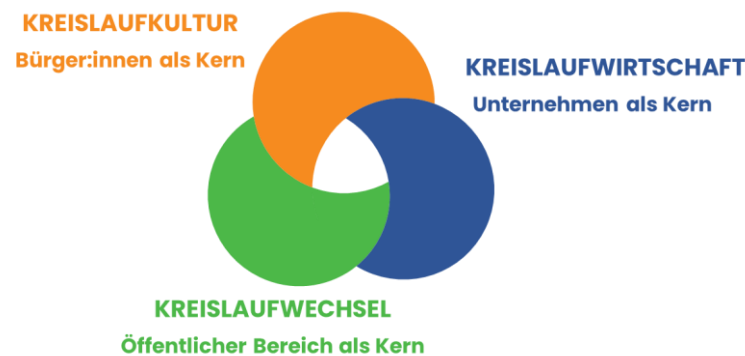 KREISLAUFKULTUR
Bürger:innen als Kern
KREISLAUFWIRTSCHAFT
Unternehmen als Kern
KREISLAUFWECHSEL
Öffentlicher Bereich als Kern